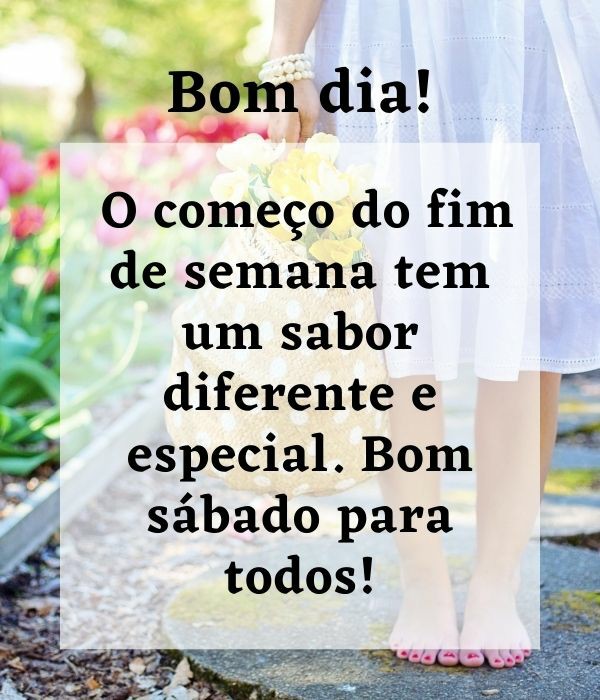 Bom dia!
O começo do fim
de semana tem
um sabor
diferente e
especial. Bom
sábado para
todos!